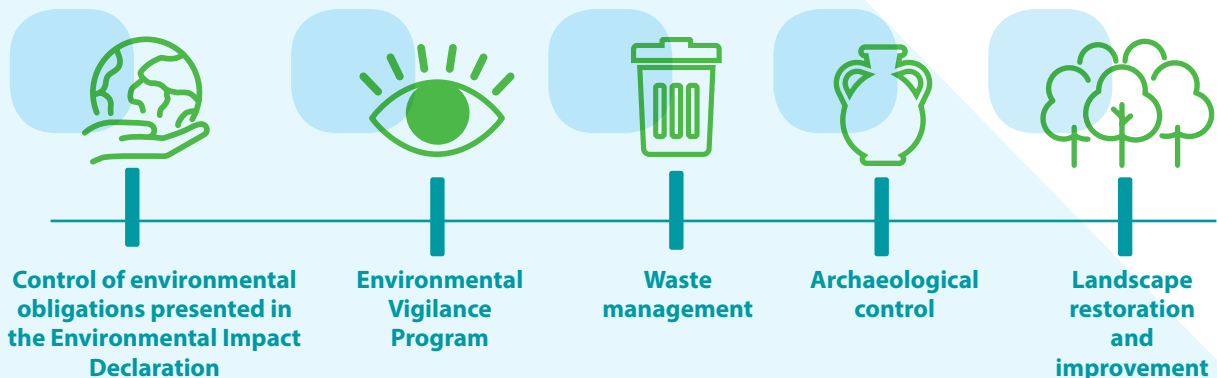 Control of environmental
obligations presented in
the Environmental Impact
Declaration
Environmental
Vigilance
Program
Waste
management
Archaeological
control
Landscape
restoration
and
improvement